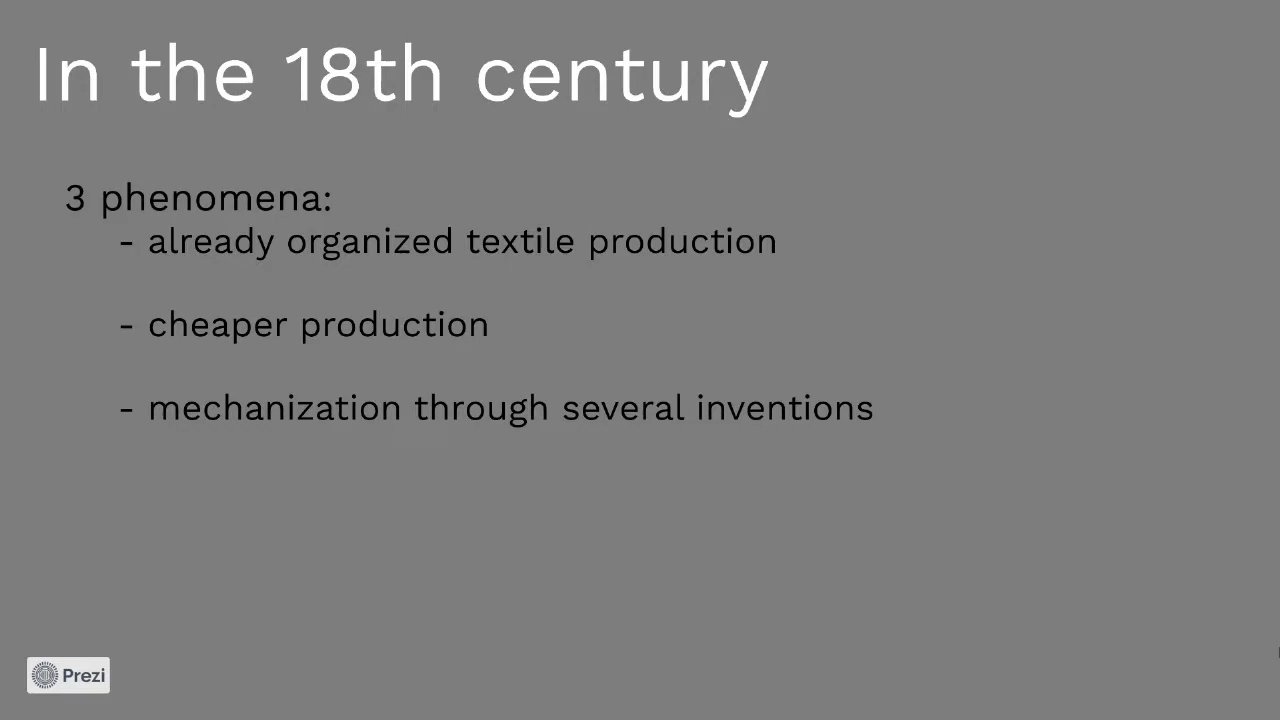 In the 18th century
3 phenomena:
- already organized textile production
- cheaper production
- mechanization through several inventions
Prezi